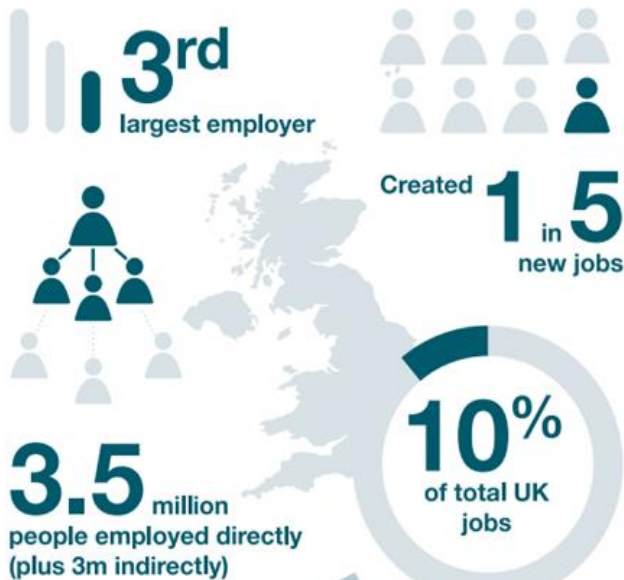 3rd
largest employer
Created 1 in 5
new jobs
3.5 million
people employed directly
(plus 3m indirectly)
10%
of total UK
jobs